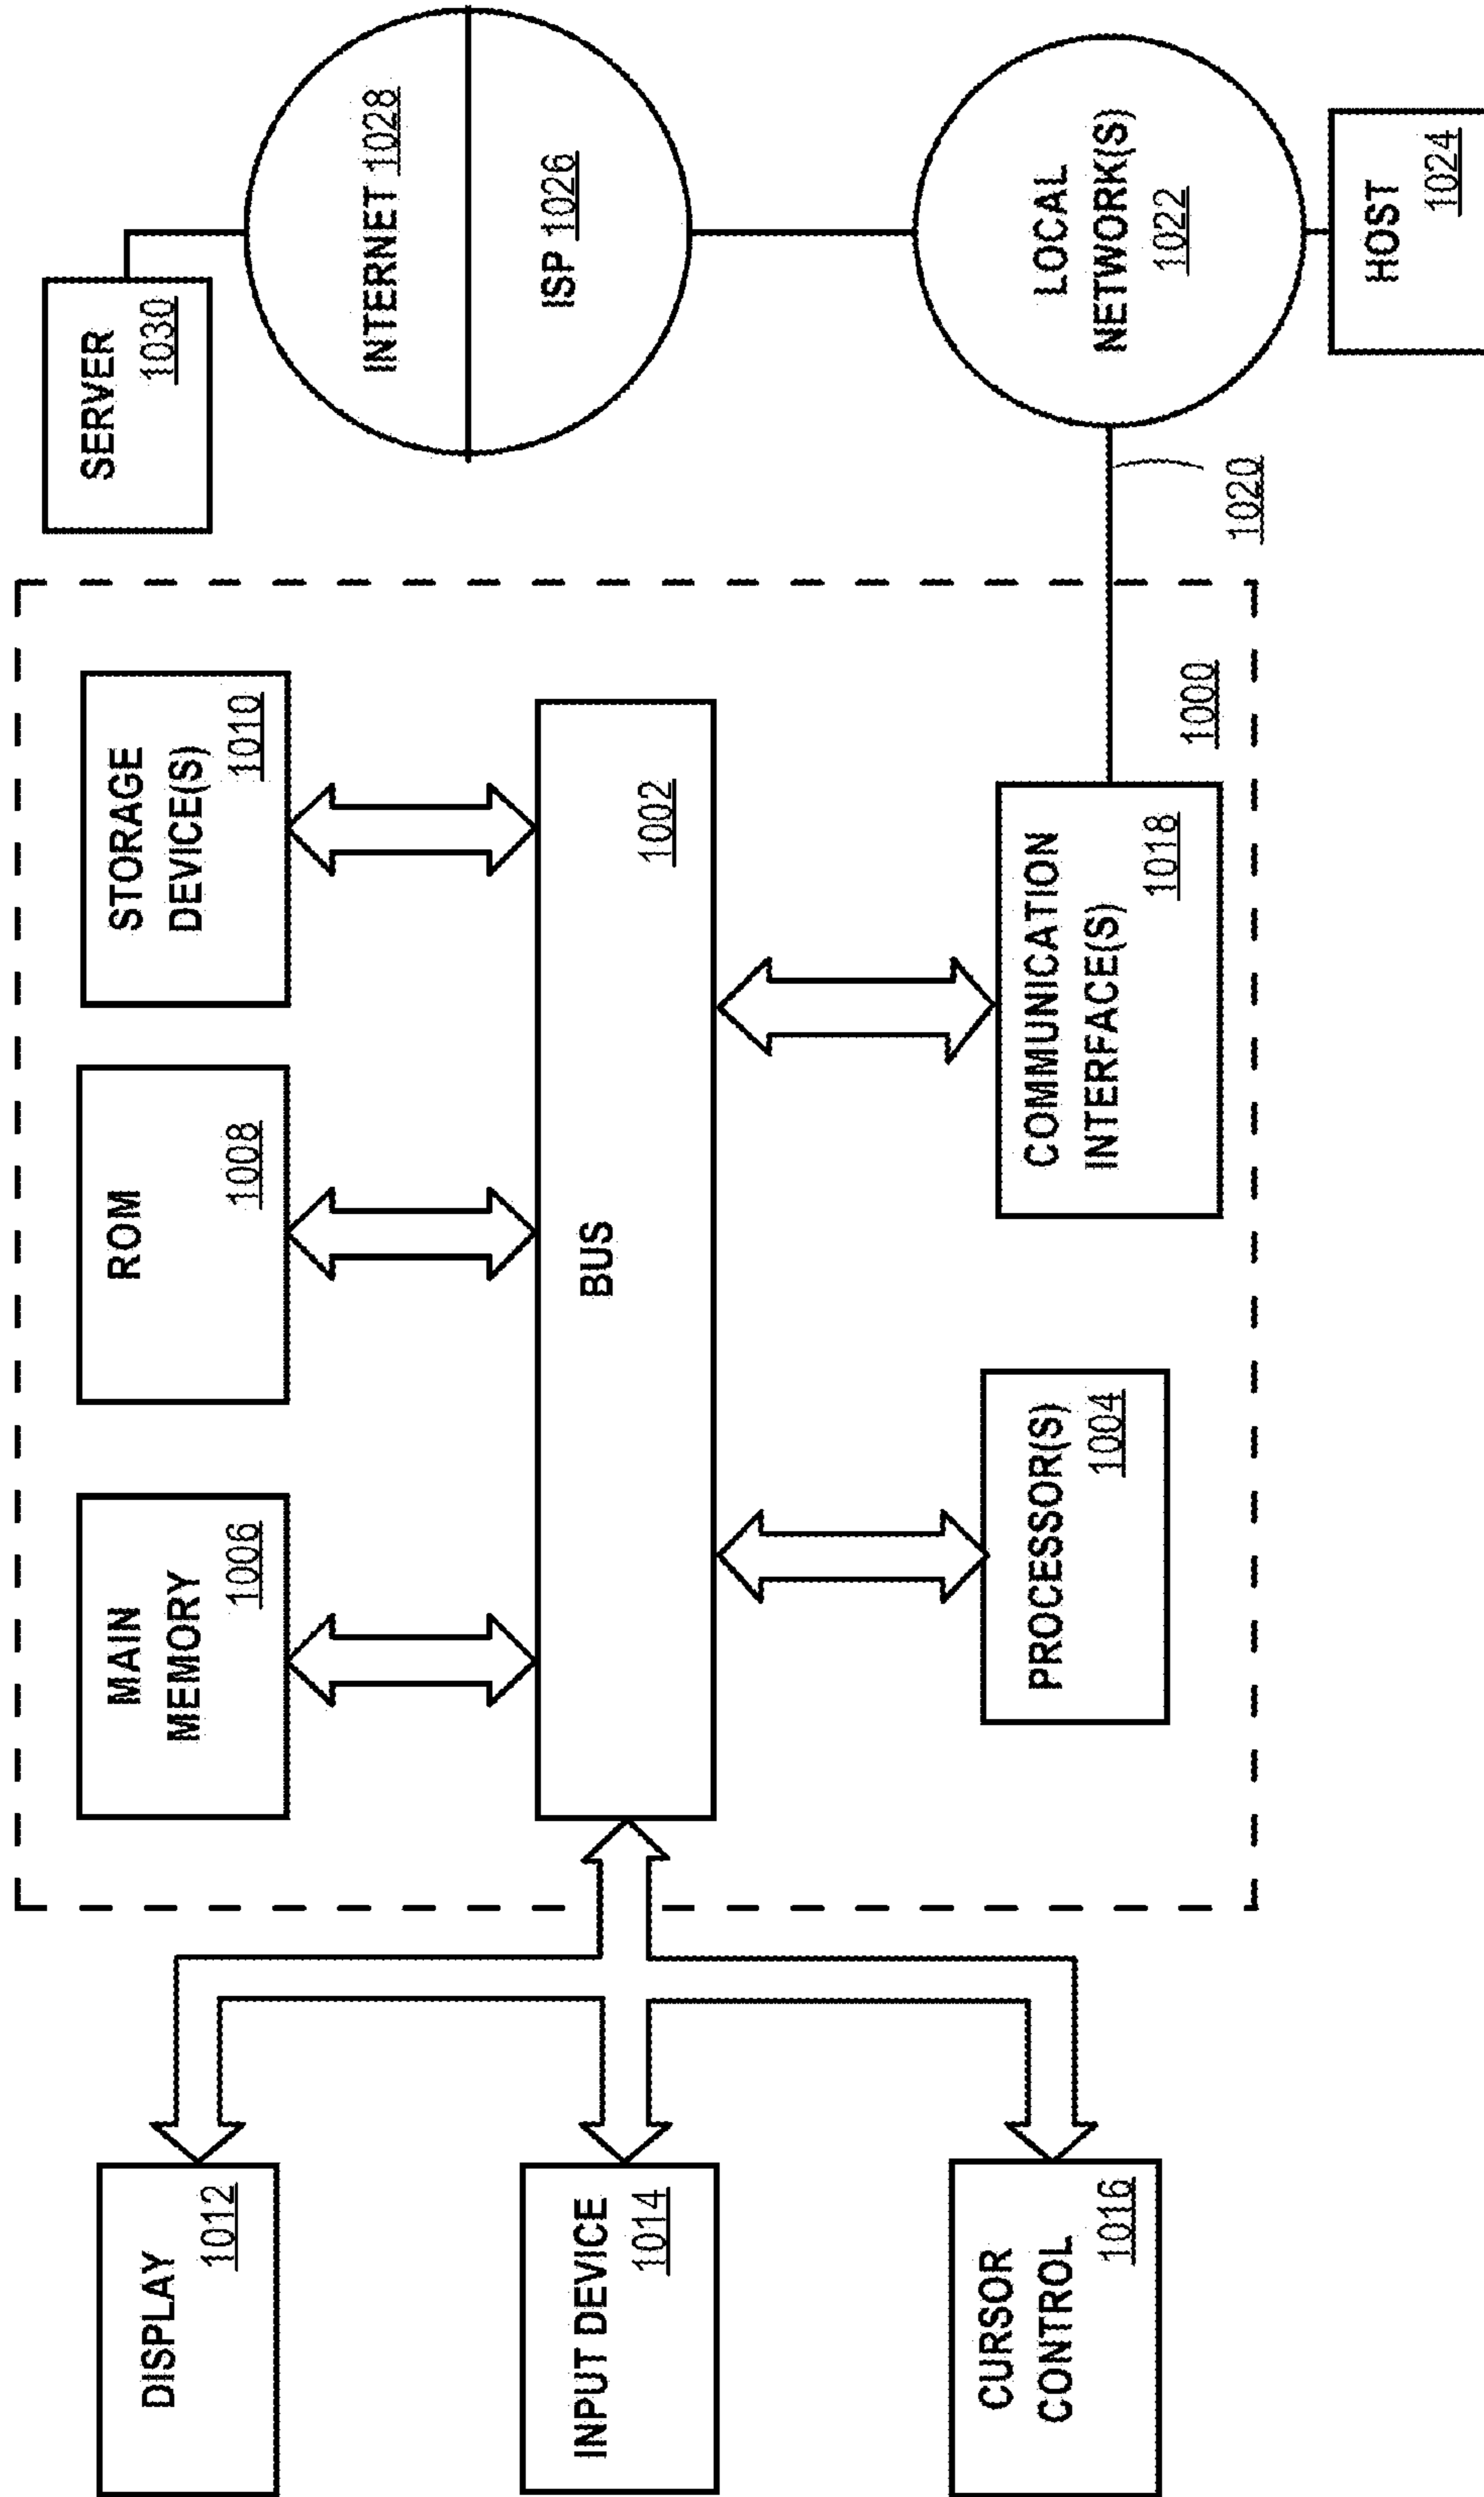 DISPLAY
1012
INPUT DEVICE
1014
CURSOR
CONTROL
1016
MAIN
MEMORY
1006
ROM
1008
STORAGE
DEVICE(S)
1010
BUS
1002
PROCESSOR(S)
1004
COMMUNICATION
INTERFACE(S)
1018
1000
SERVER
1030
INTERNET 1028
ISP 1026
1020
LOCAL
NETWORK(S)
1022
HOST
1024